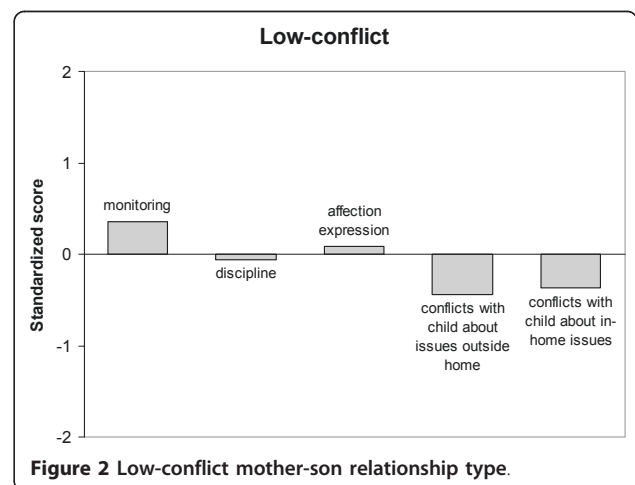 Low-conflict
2
1
0
-1
-2
Standardized score
monitoring
discipline
affection
expression
conflicts with
child about
issues outside
home
conflicts with
child about in-
home issues
Figure 2 Low-conflict mother-son relationship type.